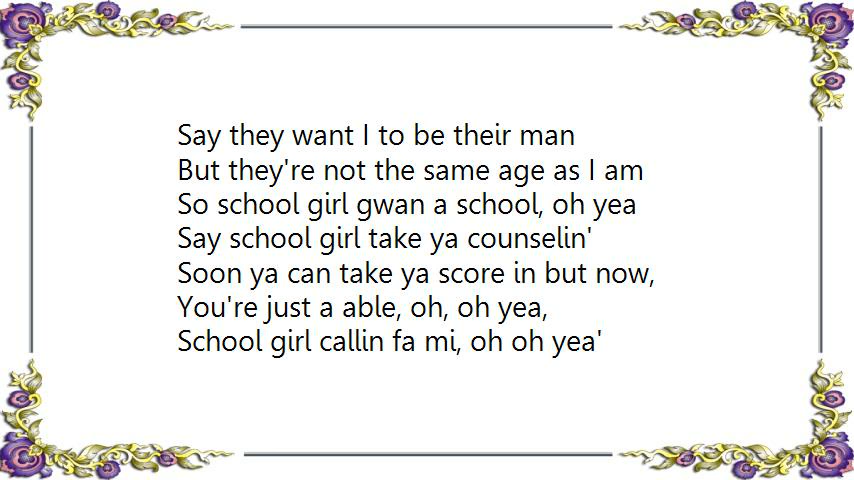 Say they want I to be their man
But they're not the same age as I am
So school girl gwan a school, oh yea
Say school girl take ya counselin'
Soon ya can take ya score in but now,
You're just a able, oh, oh yea,
School girl callin fa mi, oh oh yea'